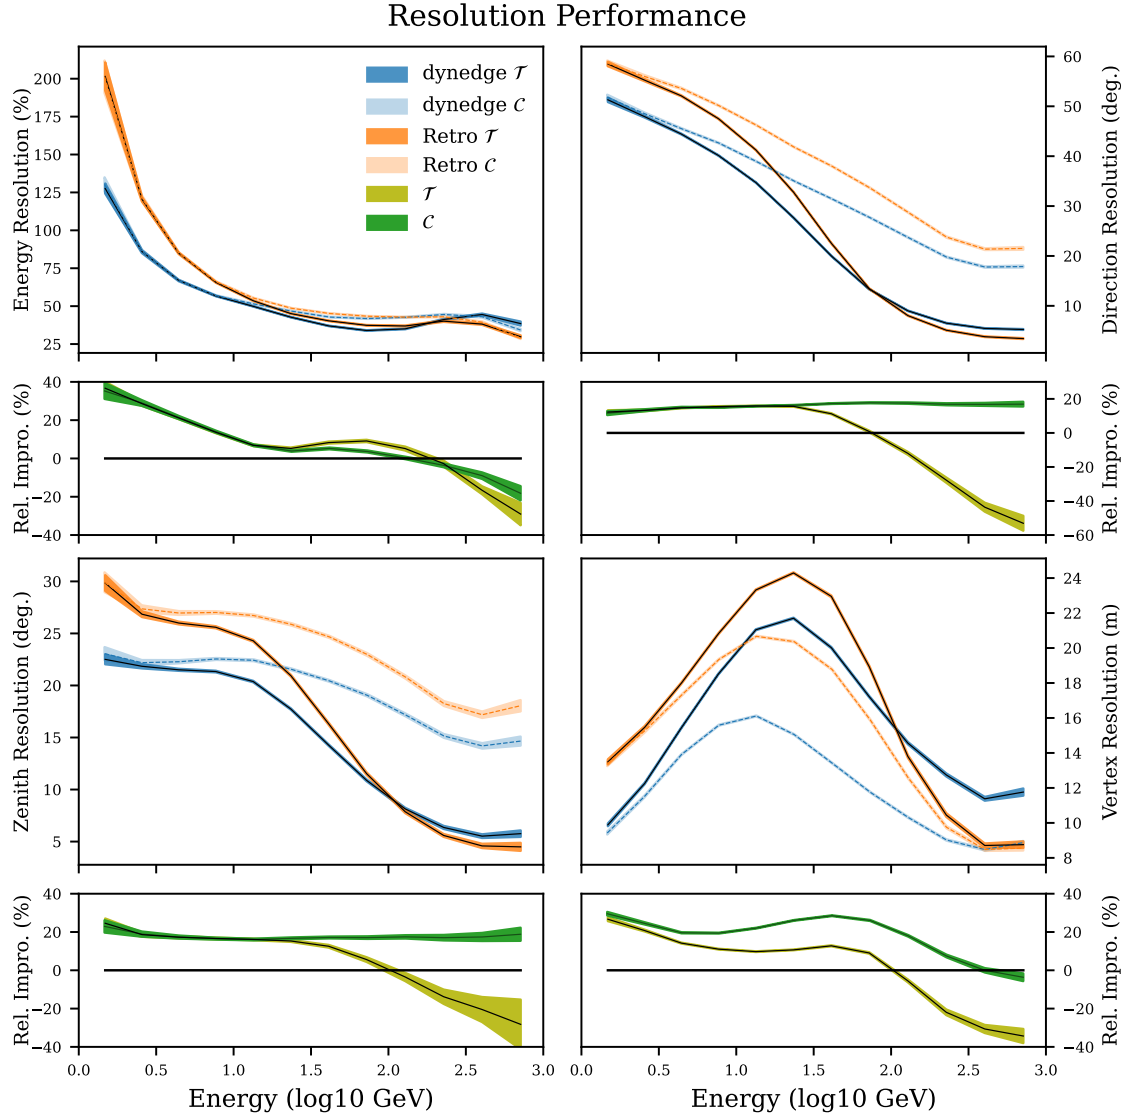 Resolution Performance
Energy Resolution (%)
200
175
150
125
100
75
50
25
dynedge 𝒯
dynedge 𝒞
Retro 𝒯
Retro 𝒞
𝒯
𝒞
Direction Resolution (deg.)
60
50
40
30
20
10
Rel. Impro. (%)
40
20
0
−20
−40
Rel. Impro. (%)
20
0
−20
−40
−60
Zenith Resolution (deg.)
30
25
20
15
10
5
Vertex Resolution (m)
24
22
20
18
16
14
12
10
8
Rel. Impro. (%)
40
20
0
−20
−40
Rel. Impro. (%)
40
20
0
−20
−40
0.0 0.5 1.0 1.5 2.0 2.5 3.0
0.0 0.5 1.0 1.5 2.0 2.5 3.0
Energy (log10 GeV)
Energy (log10 GeV)